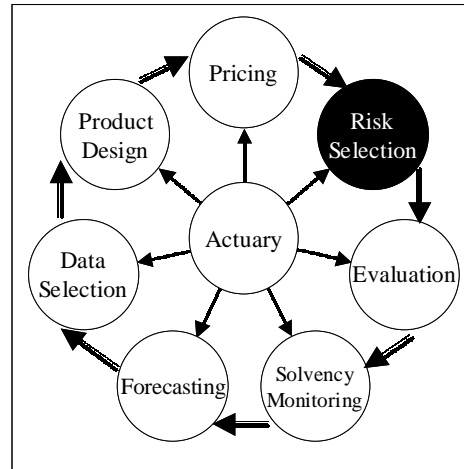 Pricing
Risk
Selection
Product
Design
Actuary
Data
Selection
Evaluation
Forecasting
Solvency
Monitoring